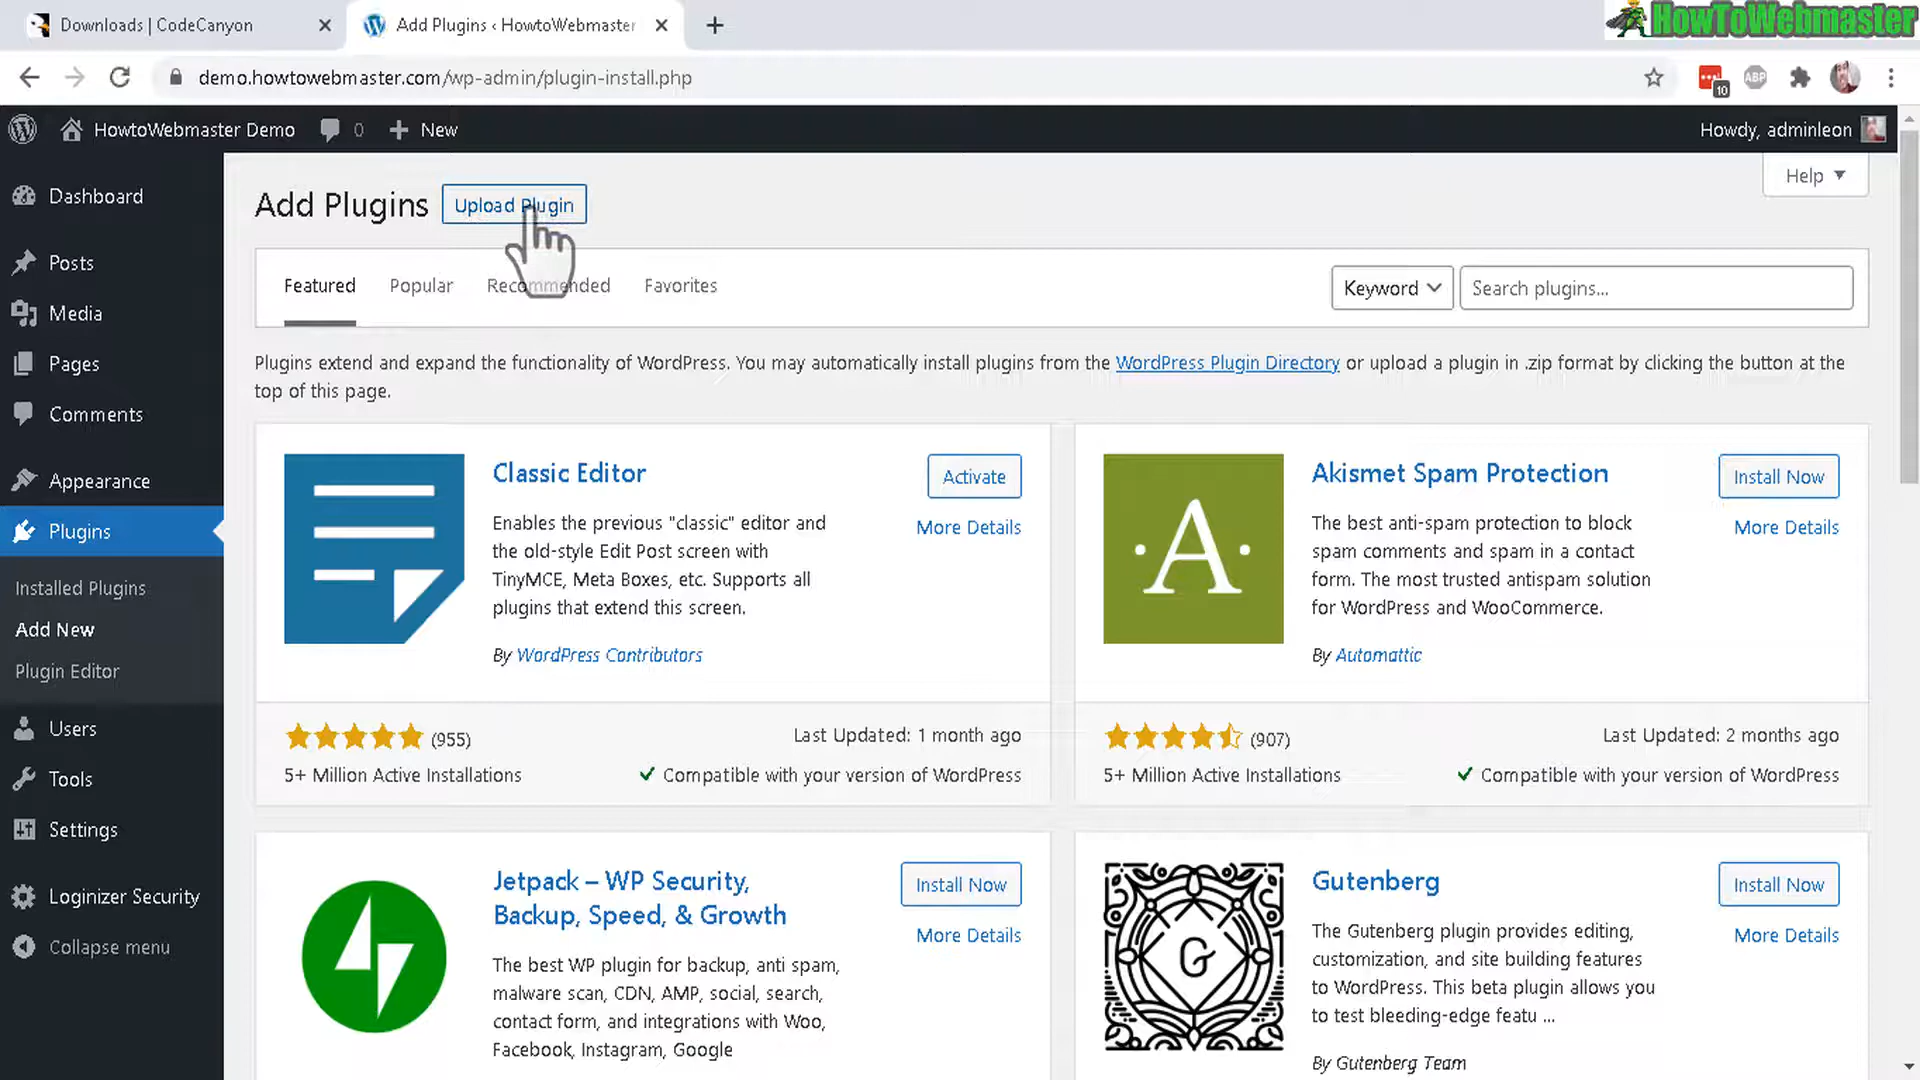 Downloads | CodeCanyon
Add Plugins ‹ HowtoWebmaster
HowToWebmaster
demo.howtowebmaster.com/wp-admin/plugin-install.php
10
ABP
HowtoWebmaster Demo
0
New
Howdy, adminleon
Dashboard
Posts
Media
Pages
Comments
Appearance
Plugins
Installed Plugins
Add New
Plugin Editor
Users
Tools
Settings
Loginizer Security
Collapse menu
Add Plugins
Upload Plugin
Help
Featured
Popular
Recommended
Favorites
Keyword
Search plugins...
Plugins extend and expand the functionality of WordPress. You may automatically install plugins from the WordPress Plugin Directory or upload a plugin in .zip format by clicking the button at the
top of this page.
Classic Editor
Activate
More Details
Enables the previous "classic" editor and
the old-style Edit Post screen with
TinyMCE, Meta Boxes, etc. Supports all
plugins that extend this screen.
By WordPress Contributors
(955)
Last Updated: 1 month ago
5+ Million Active Installations
Compatible with your version of WordPress
A
Akismet Spam Protection
Install Now
More Details
The best anti-spam protection to block
spam comments and spam in a contact
form. The most trusted antispam solution
for WordPress and WooCommerce.
By Automattic
(907)
Last Updated: 2 months ago
5+ Million Active Installations
Compatible with your version of WordPress
Jetpack – WP Security,
Backup, Speed, & Growth
Install Now
More Details
The best WP plugin for backup, anti spam,
malware scan, CDN, AMP, social, search,
contact form, and integrations with Woo,
Facebook, Instagram, Google
G
Gutenberg
Install Now
More Details
The Gutenberg plugin provides editing,
customization, and site building features
to WordPress. This beta plugin allows you
to test bleeding-edge featu ...
By Gutenberg Team